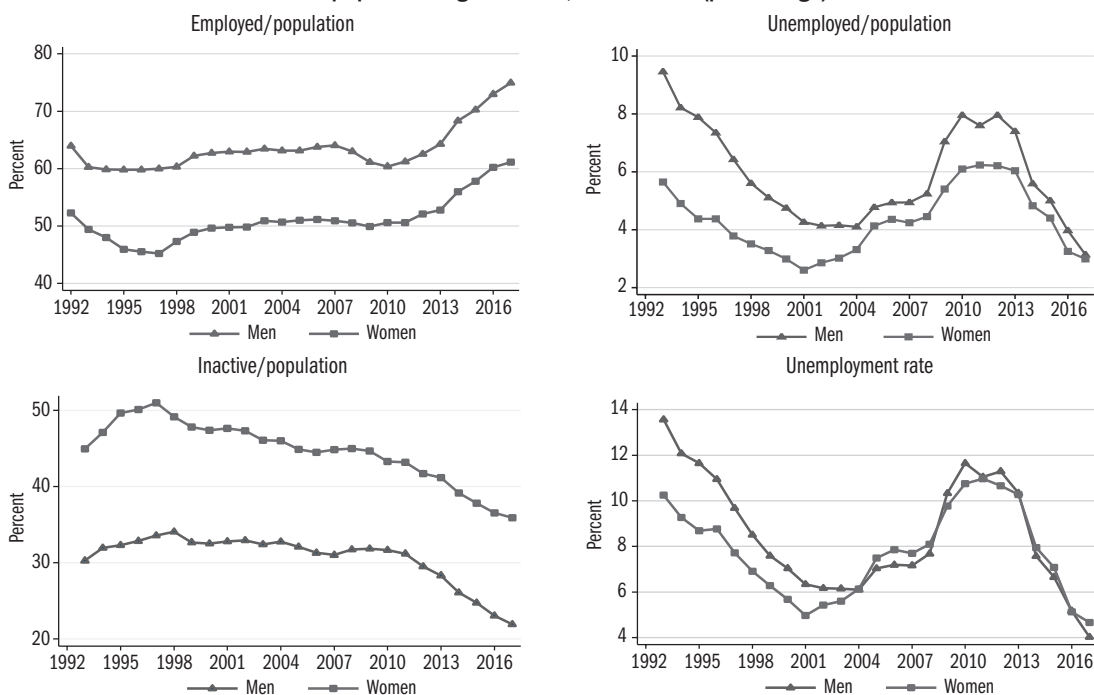 Employed/population
80
70
60
50
40
Percent
1992 1995 1998 2001 2004 2007 2010 2013 2016
Men Women
Unemployed/population
10
8
6
4
2
Percent
1992 1995 1998 2001 2004 2007 2010 2013 2016
Men Women
Inactive/population
50
40
30
20
Percent
1992 1995 1998 2001 2004 2007 2010 2013 2016
Men Women
Unemployment rate
14
12
10
8
6
4
Percent
1992 1995 1998 2001 2004 2007 2010 2013 2016
Men Women